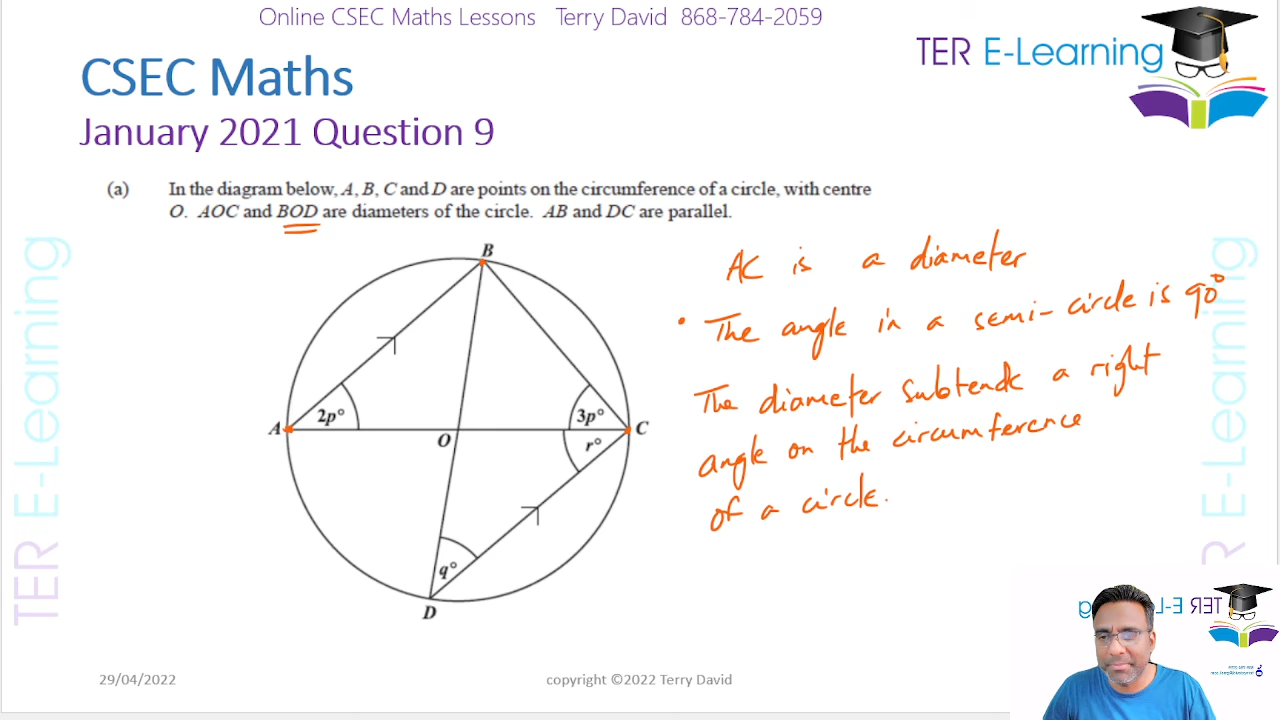 Online CSEC Maths Lessons Terry David 868-784-2059
TER E-Learning
CSEC Maths
January 2021 Question 9
(a) In the diagram below, A, B, C and D are points on the circumference of a circle, with centre
O. AOC and BOD are diameters of the circle. AB and DC are parallel.
B
A
2p°
3p°
C
O
r°
q°
D
AC is a diameter
• The angle in a semi-circle is 90°
The diameter subtends a right
angle on the circumference
of a circle.
TER E-Learning
TER E-Learning
TER E-L
29/04/2022
copyright ©2022 Terry David